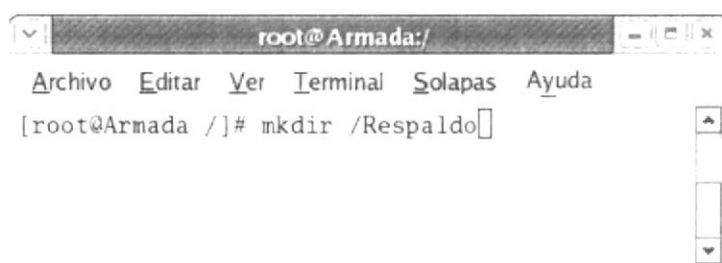 root@Armada:/
Archivo Editar Ver Terminal Solapas Ayuda
[root@Armada /]# mkdir /Respaldo